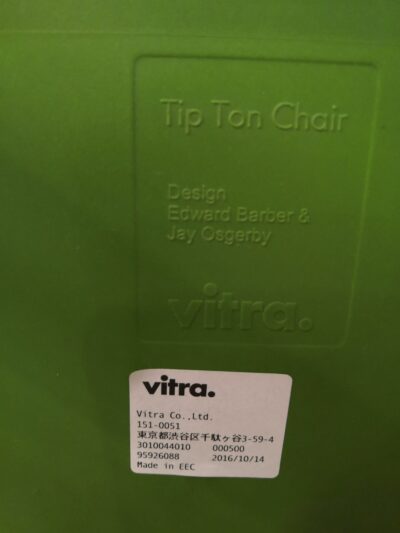 Tip Ton Chair
Design
Edward Barber &
Jay Osgerby
vitra.
vitra.
Vitra Co.,Ltd.
151-0051
東京都渋谷区千駄ヶ谷3-59-4
3010044010 000500
95926088 2016/10/14
Made in EEC